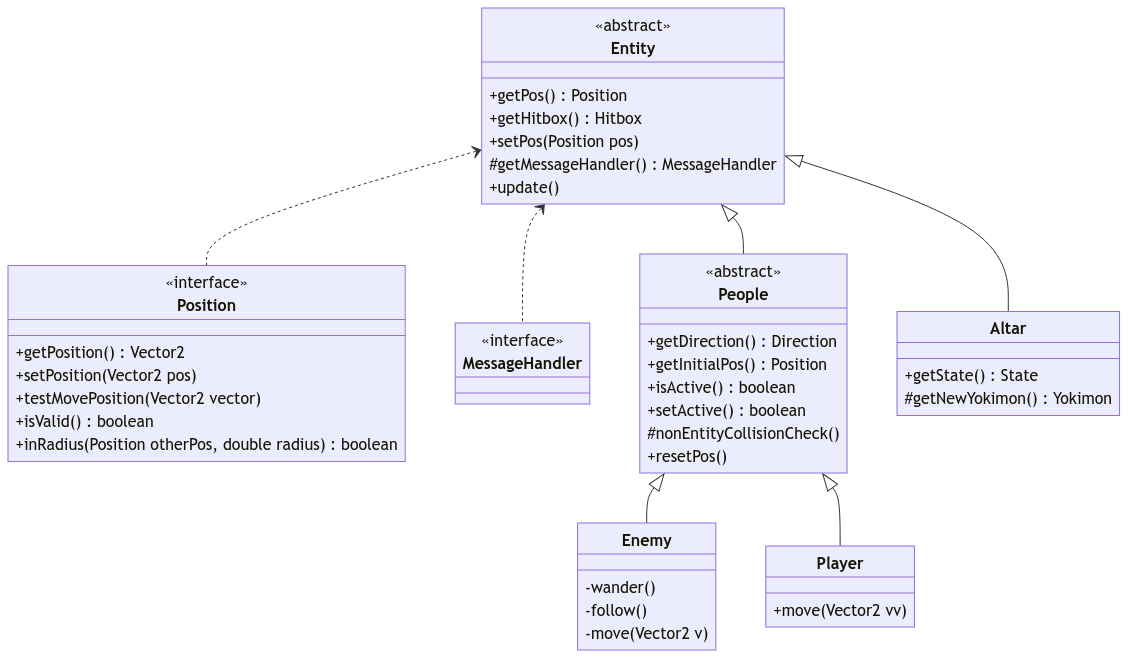 «abstract»
Entity
+getPos() : Position
+getHitbox() : Hitbox
+setPos(Position pos)
#getMessageHandler() : MessageHandler
+update()
«interface»
Position
+getPosition() : Vector2
+setPosition(Vector2 pos)
+testMovePosition(Vector2 vector)
+isValid() : boolean
+inRadius(Position otherPos, double radius) : boolean
«interface»
MessageHandler
«abstract»
People
+getDirection() : Direction
+getInitialPos() : Position
+isActive() : boolean
+setActive() : boolean
#nonEntityCollisionCheck()
+resetPos()
Altar
+getState() : State
#getNewYokimon() : Yokimon
Enemy
-wander()
-follow()
-move(Vector2 v)
Player
+move(Vector2 vv)